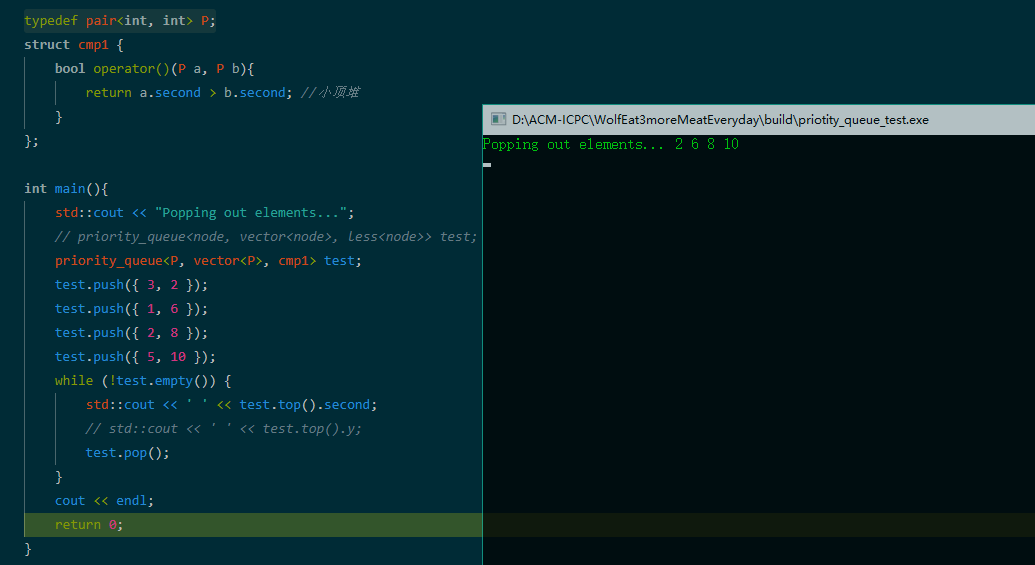 typedef pair<int, int> P;
struct cmp1 {
    bool operator()(P a, P b){
        return a.second > b.second; //小顶堆
    }
};

int main(){
    std::cout << "Popping out elements...";
    // priority_queue<node, vector<node>, less<node>> test;
    priority_queue<P, vector<P>, cmp1> test;
    test.push({ 3, 2 });
    test.push({ 1, 6 });
    test.push({ 2, 8 });
    test.push({ 5, 10 });
    while (!test.empty()) {
        std::cout << ' ' << test.top().second;
        // std::cout << ' ' << test.top().y;
        test.pop();
    }
    cout << endl;
    return 0;
}
D:\ACM-ICPC\WolfEat3moreMeatEveryday\build\priotity_queue_test.exe
Popping out elements... 2 6 8 10